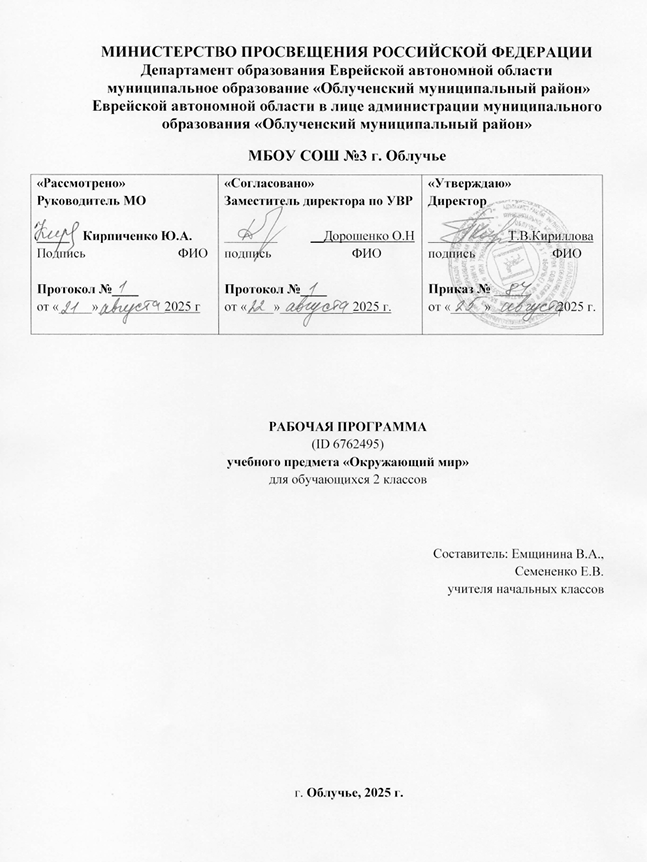 МИНИСТЕРСТВО ПРОСВЕЩЕНИЯ РОССИЙСКОЙ ФЕДЕРАЦИИ
Департамент образования Еврейской автономной области
муниципальное образование «Облученский муниципальный район»
Еврейской автономной области в лице администрации муниципального
образования «Облученский муниципальный район»
МБОУ СОШ №3 г. Облучье
«Рассмотрено»
Руководитель МО
Кирпиченко Ю.А.
Подпись ФИО
Протокол № 1
от «21» августа 2025 г
«Согласовано»
Заместитель директора по УВР
Дорошенко О.Н
подпись ФИО
Протокол № 1
от «22» августа 2025 г.
«Утверждаю»
Директор
Т.В.Кириллова
подпись ФИО
Приказ № 84
от «25» августа 2025 г.
РАБОЧАЯ ПРОГРАММА
(ID 6762495)
учебного предмета «Окружающий мир»
для обучающихся 2 классов
Составитель: Емщинина В.А.,
Семененко Е.В.
учителя начальных классов
г. Облучье, 2025 г.